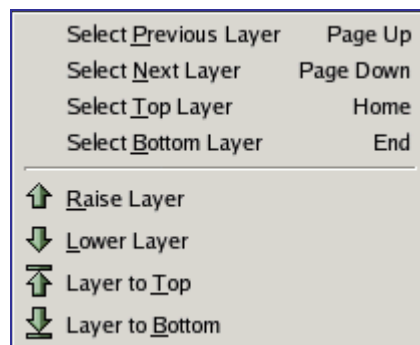 Select Previous Layer Page Up
Select Next Layer Page Down
Select Top Layer Home
Select Bottom Layer End
Raise Layer
Lower Layer
Layer to Top
Layer to Bottom